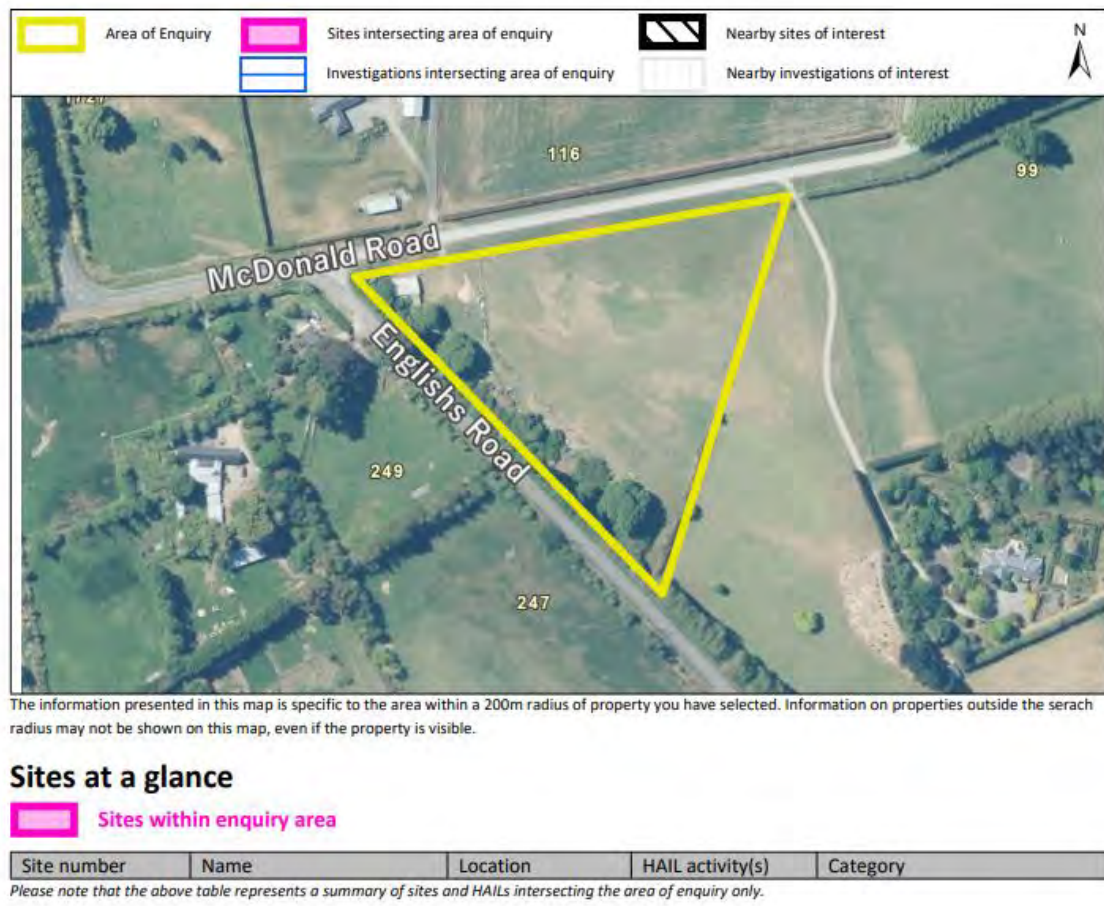 Area of Enquiry
Sites intersecting area of enquiry
Nearby sites of interest
N
Investigations intersecting area of enquiry
Nearby investigations of interest
116
99
McDonald Road
Englishs Road
249
247
The information presented in this map is specific to the area within a 200m radius of property you have selected. Information on properties outside the serach
radius may not be shown on this map, even if the property is visible.
Sites at a glance
Sites within enquiry area
Site number Name Location HAIL activity(s) Category
Please note that the above table represents a summary of sites and HAILs intersecting the area of enquiry only.